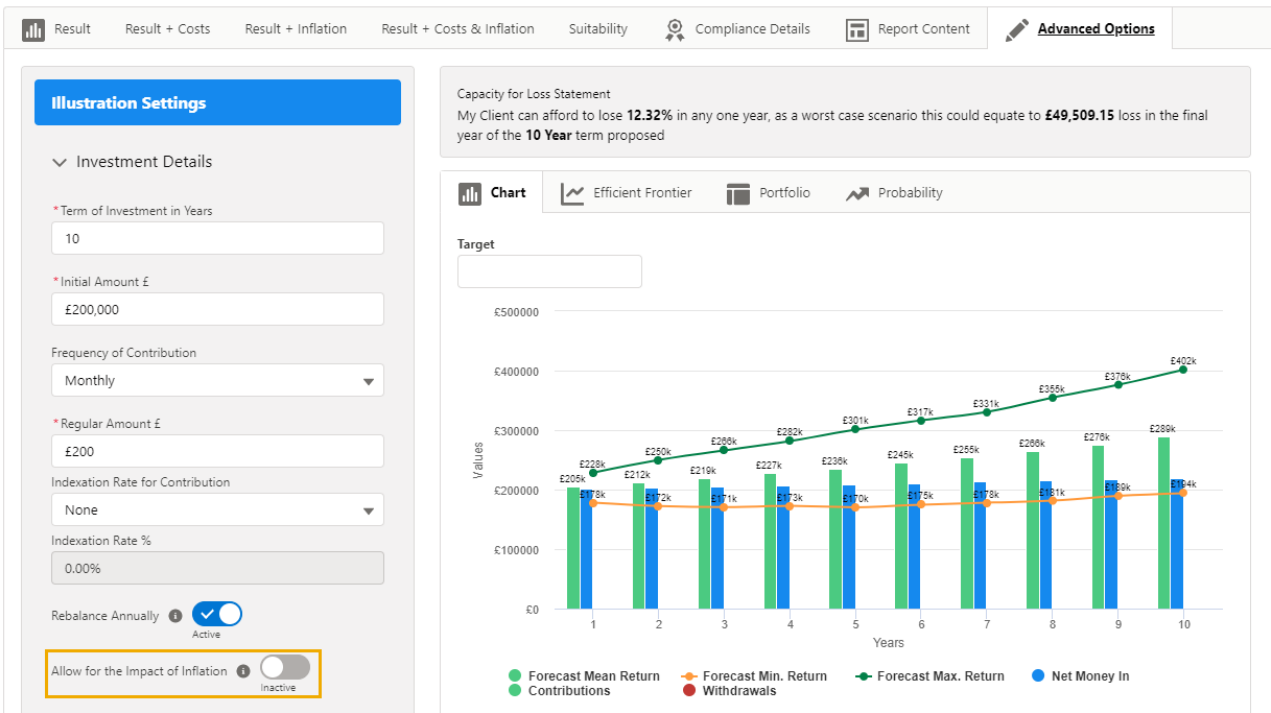 Result
Result + Costs
Result + Inflation
Result + Costs & Inflation
Suitability
Compliance Details
Report Content
Advanced Options
Illustration Settings
Investment Details
*Term of Investment in Years
10
*Initial Amount £
£200,000
Frequency of Contribution
Monthly
*Regular Amount £
£200
Indexation Rate for Contribution
None
Indexation Rate %
0.00%
Rebalance Annually
Active
Allow for the Impact of Inflation
Inactive
Capacity for Loss Statement
My Client can afford to lose 12.32% in any one year, as a worst case scenario this could equate to £49,509.15 loss in the final
year of the 10 Year term proposed
Chart
Efficient Frontier
Portfolio
Probability
Target
Values
£500000
£400000
£300000
£200000
£100000
£0
£228k
£250k
£266k
£282k
£301k
£317k
£331k
£355k
£376k
£402k
£205k
£212k
£219k
£227k
£236k
£245k
£255k
£266k
£276k
£289k
£178k
£172k
£171k
£173k
£170k
£175k
£178k
£181k
£189k
£194k
1 2 3 4 5 6 7 8 9 10
Years
Forecast Mean Return
Forecast Min. Return
Forecast Max. Return
Net Money In
Contributions
Withdrawals